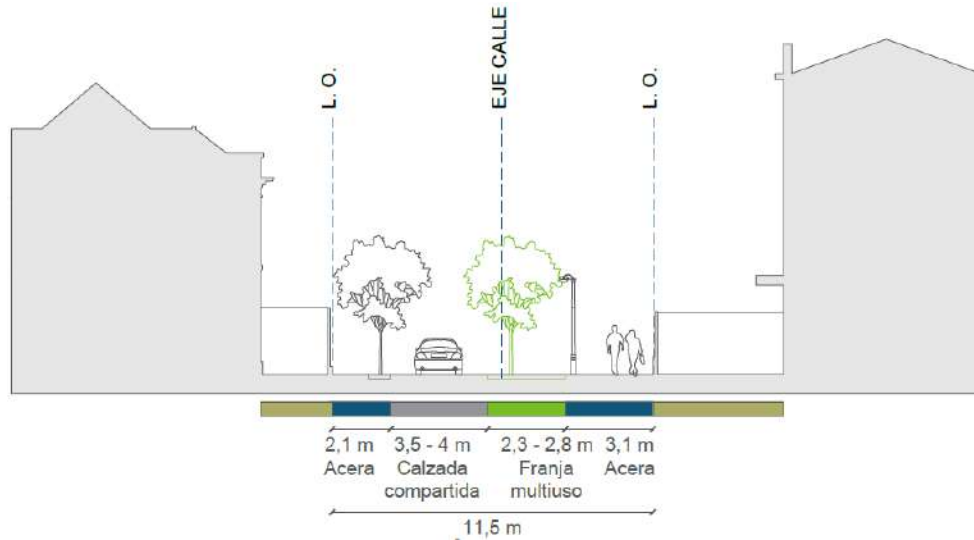 L. O.
EJE CALLE
L. O.
2,1 m
Acera
3,5 - 4 m
Calzada
compartida
2,3 - 2,8 m
Franja
multiuso
3,1 m
Acera
11,5 m